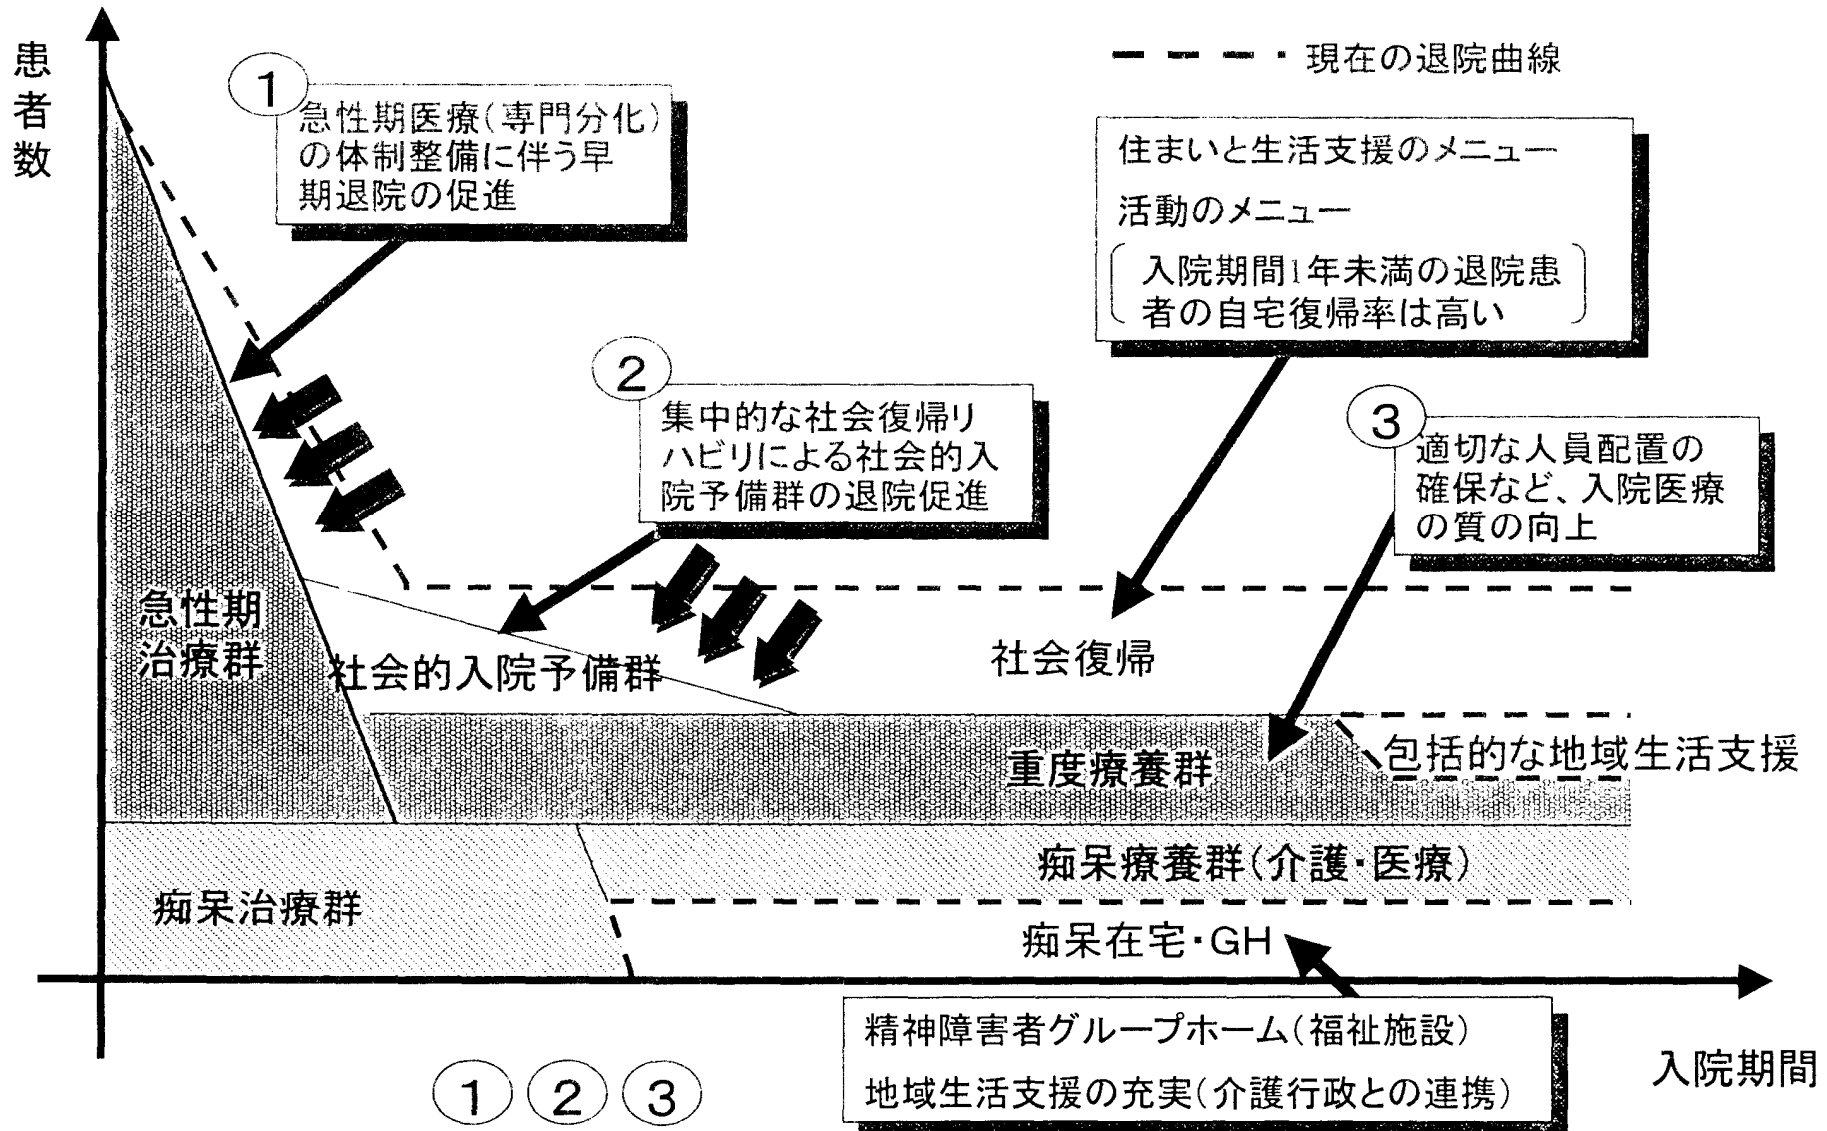 患者数
現在の退院曲線
①
急性期医療(専門分化)
の体制整備に伴う早
期退院の促進
住まいと生活支援のメニュー
活動のメニュー
入院期間1年未満の退院患
者の自宅復帰率は高い
②
集中的な社会復帰リ
ハビリによる社会的入
院予備群の退院促進
③
適切な人員配置の
確保など、入院医療
の質の向上
急性期
治療群
社会的入院予備群
社会復帰
重度療養群
包括的な地域生活支援
痴呆療養群(介護・医療)
痴呆治療群
痴呆在宅・GH
精神障害者グループホーム(福祉施設)
地域生活支援の充実(介護行政との連携)
入院期間
① ② ③